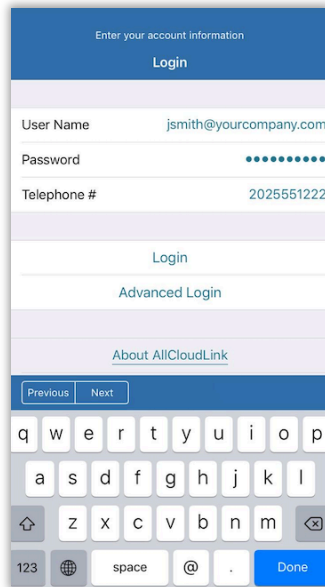 Enter your account information
Login
User Name jsmith@yourcompany.com
Password ••••••••••
Telephone # 2025551222
Login
Advanced Login
About AllCloudLink
Previous Next
q w e r t y u i o p
a s d f g h j k l
z x c v b n m
123 space @ . Done